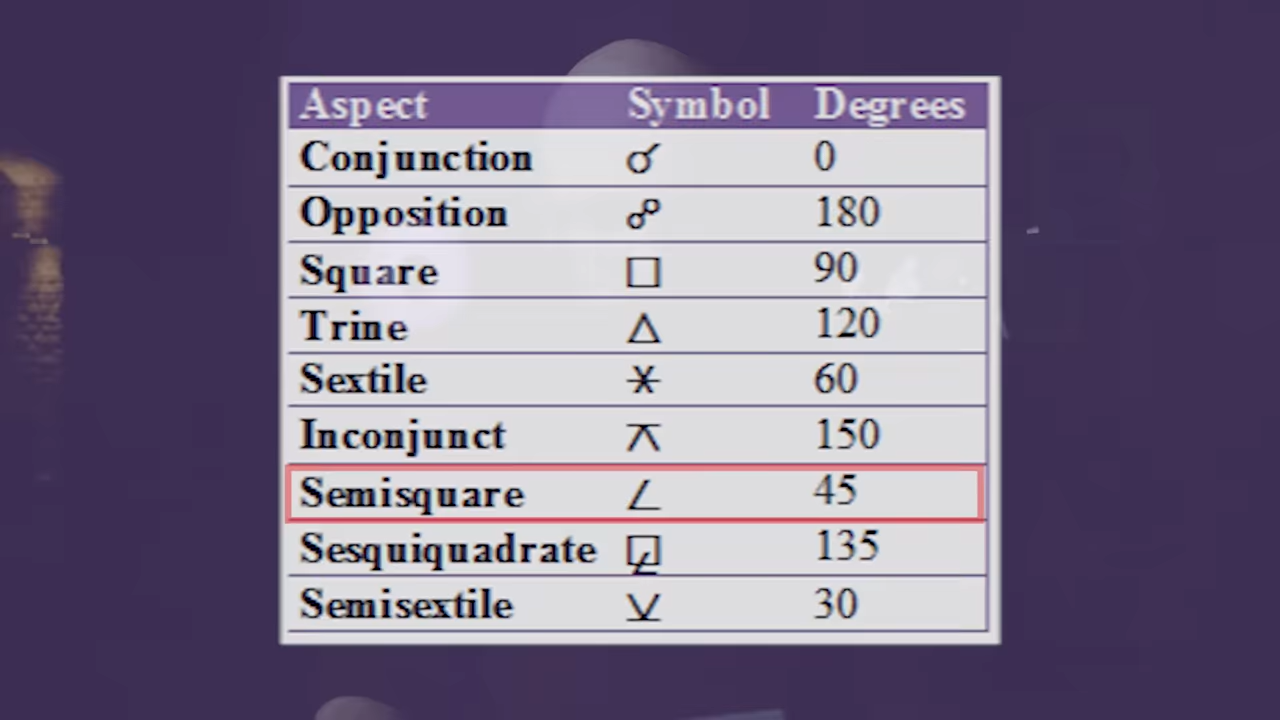 Aspect Symbol Degrees
Conjunction ☌ 0
Opposition ☍ 180
Square □ 90
Trine △ 120
Sextile ⚹ 60
Inconjunct ⚻ 150
Semisquare ∠ 45
Sesquiquadrate ⚼ 135
Semisextile ⚺ 30